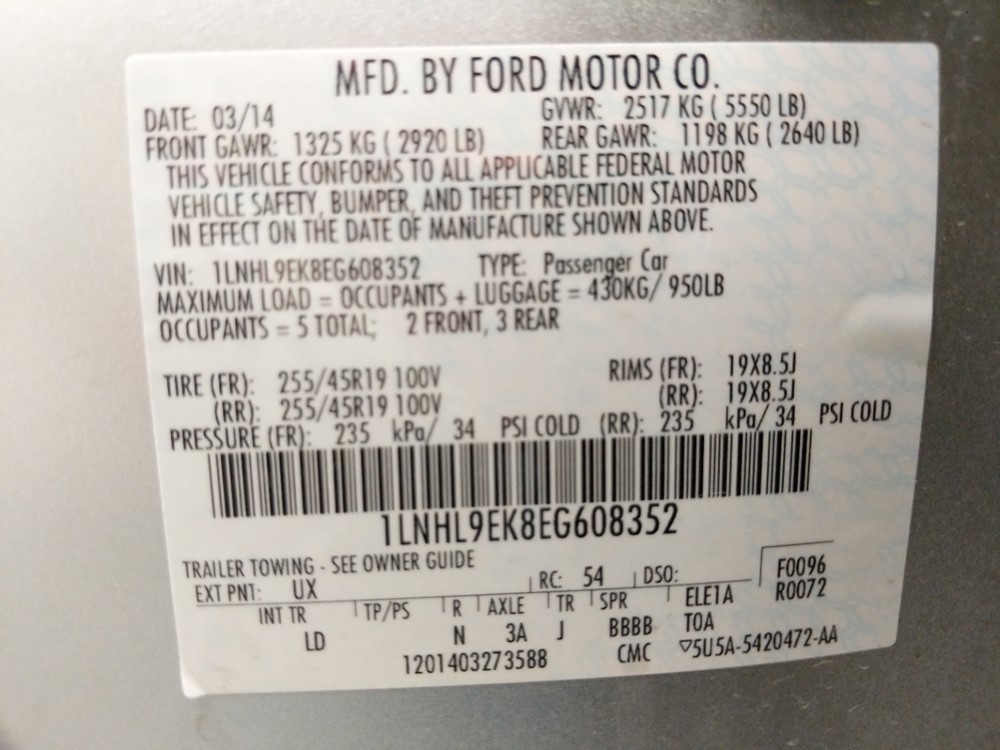 MFD. BY FORD MOTOR CO.
DATE: 03/14 GVWR: 2517 KG ( 5550 LB)
FRONT GAWR: 1325 KG ( 2920 LB) REAR GAWR: 1198 KG ( 2640 LB)
THIS VEHICLE CONFORMS TO ALL APPLICABLE FEDERAL MOTOR
VEHICLE SAFETY, BUMPER, AND THEFT PREVENTION STANDARDS
IN EFFECT ON THE DATE OF MANUFACTURE SHOWN ABOVE.
VIN: 1LNHL9EK8EG608352 TYPE: Passenger Car
MAXIMUM LOAD = OCCUPANTS + LUGGAGE = 430KG/ 950LB
OCCUPANTS = 5 TOTAL; 2 FRONT, 3 REAR
TIRE (FR): 255/45R19 100V RIMS (FR): 19X8.5J
(RR): 255/45R19 100V (RR): 19X8.5J
PRESSURE (FR): 235 kPa/ 34 PSI COLD (RR): 235 kPa/ 34 PSI COLD
1LNHL9EK8EG608352
TRAILER TOWING - SEE OWNER GUIDE
EXT PNT: UX RC: 54 DSO: F0096
INT TR TP/PS R AXLE TR SPR ELE1A R0072
LD N 3A J BBBB TOA
1201403273588 CMC ▽5U5A-5420472-AA